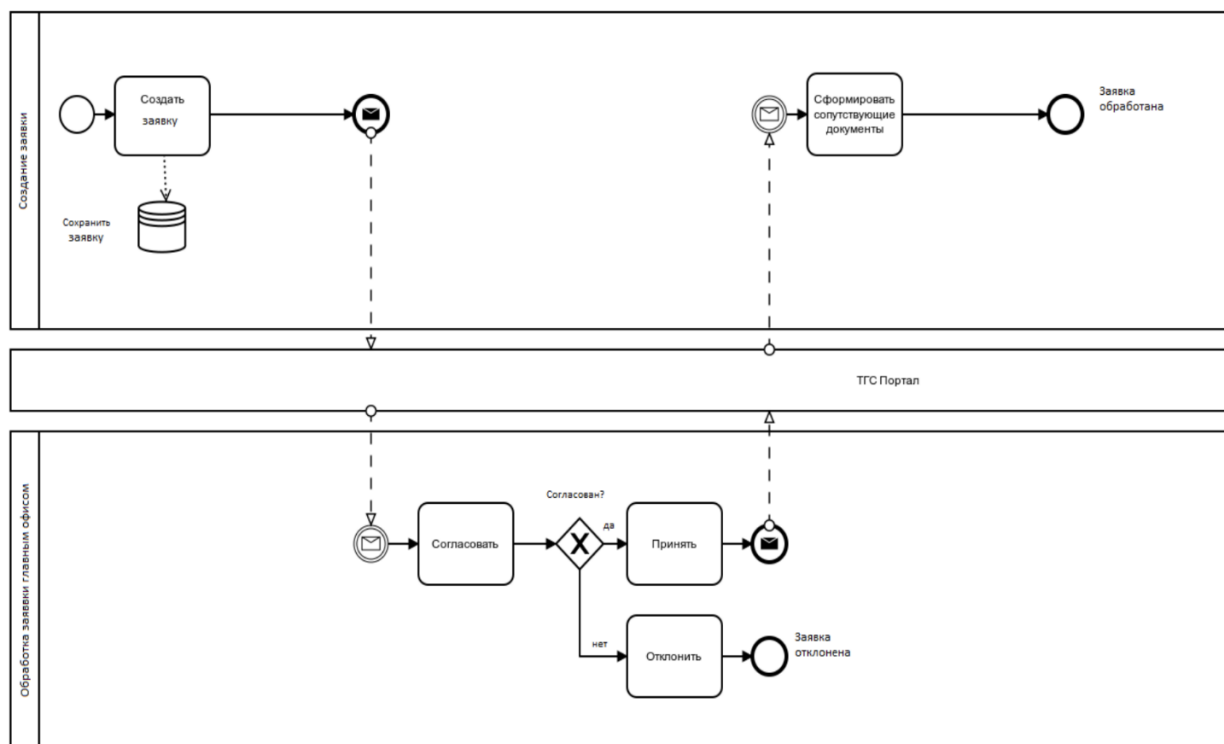 Создание заявки
Создать
заявку
Сохранить
заявку
Сформировать
сопутствующие
документы
Заявка
обработана
ТГС Портал
Обработка заяввки главным офисом
Согласовать
Согласован?
да
Принять
нет
Отклонить
Заявка
отклонена